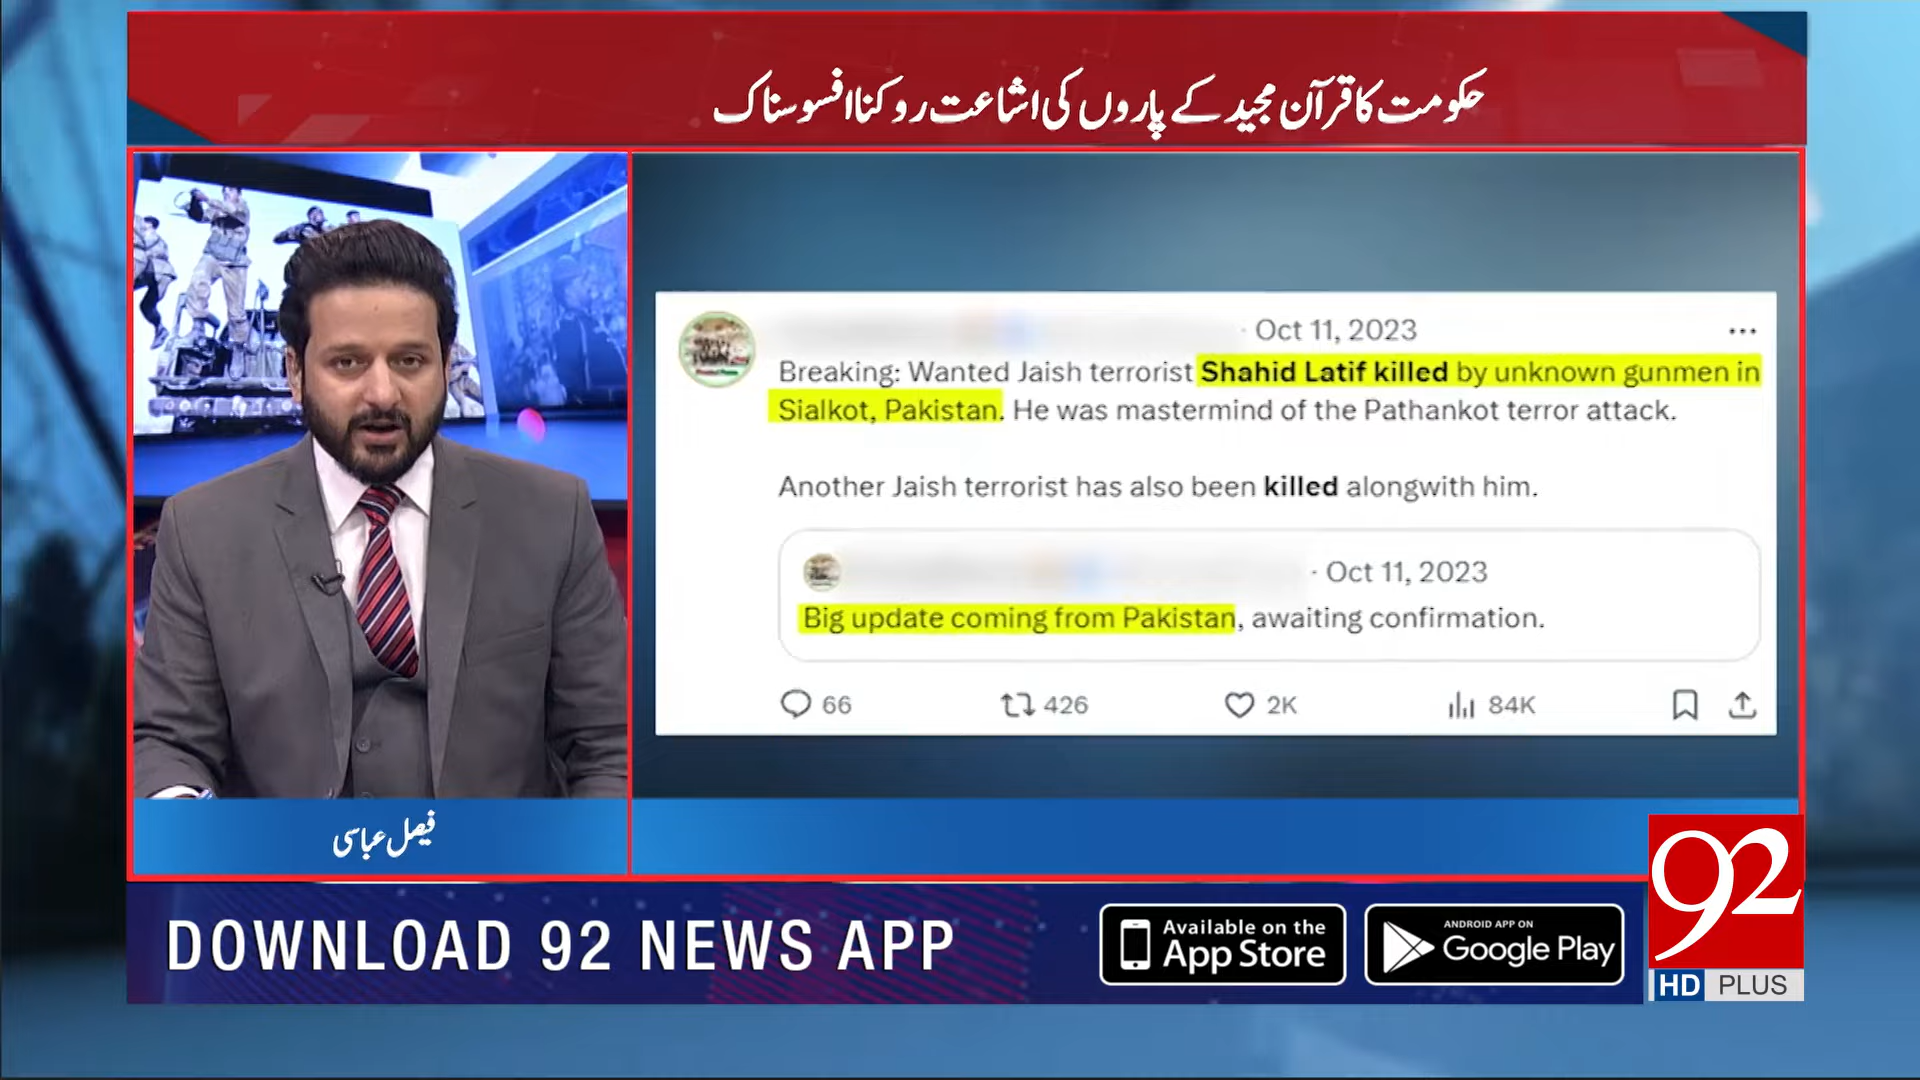 حکومت کا قرآن مجید کے پاروں کی اشاعت روکنا افسوسناک
Oct 11, 2023
Breaking: Wanted Jaish terrorist Shahid Latif killed by unknown gunmen in
Sialkot, Pakistan. He was mastermind of the Pathankot terror attack.
Another Jaish terrorist has also been killed alongwith him.
· Oct 11, 2023
Big update coming from Pakistan, awaiting confirmation.
66 426 2K 84K
فیصل عباسی
DOWNLOAD 92 NEWS APP
Available on the
App Store
ANDROID APP ON
Google Play
92
HD PLUS